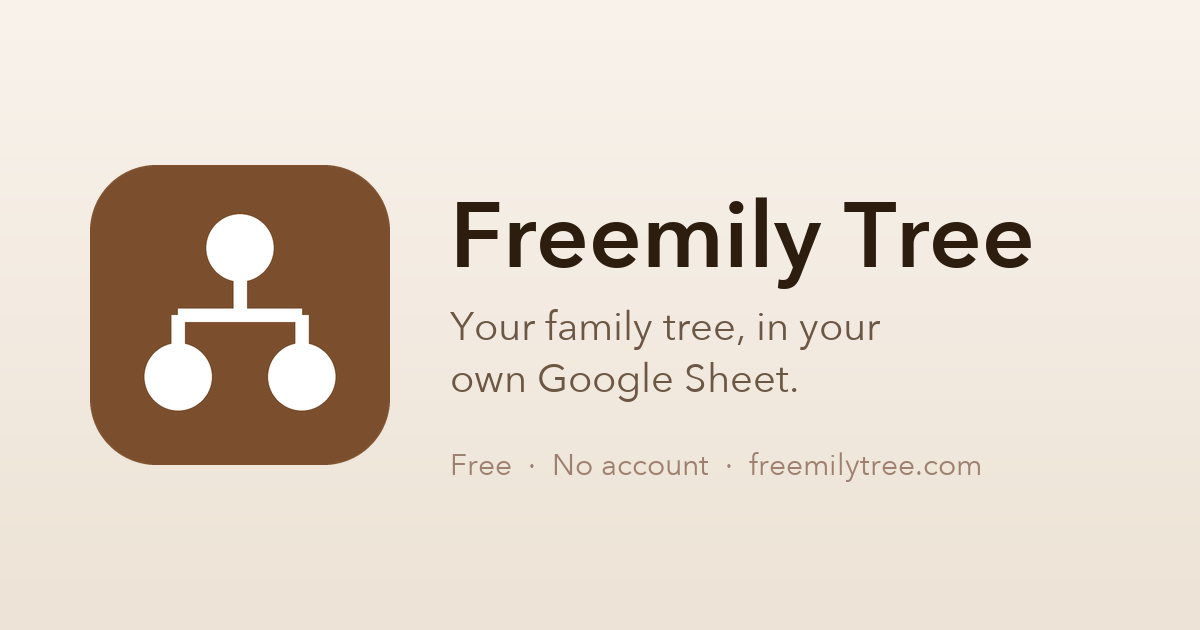 Freemily Tree
Your family tree, in your
own Google Sheet.
Free · No account · freemilytree.com